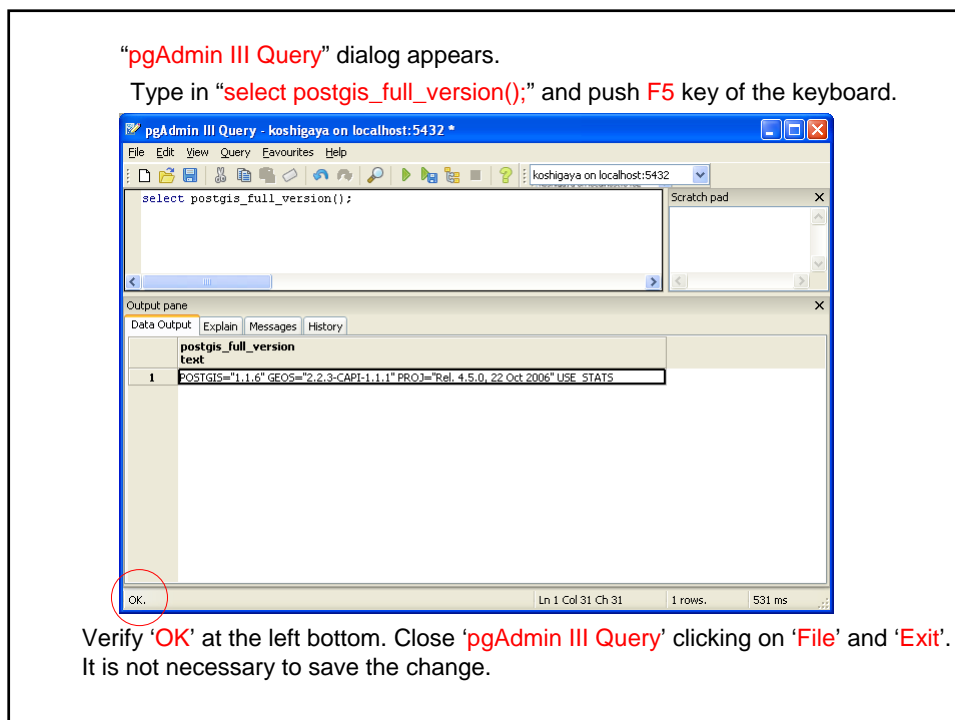 “pgAdmin III Query” dialog appears.
Type in “select postgis_full_version();” and push F5 key of the keyboard.
pgAdmin III Query - koshigaya on localhost:5432 *
File Edit View Query Favourites Help
koshigaya on localhost:5432
select postgis_full_version();
Scratch pad
Output pane
Data Output Explain Messages History
postgis_full_version
text
1 POSTGIS="1.1.6" GEOS="2.2.3-CAPI-1.1.1" PROJ="Rel. 4.5.0, 22 Oct 2006" USE_STATS
OK. Ln 1 Col 31 Ch 31 1 rows. 531 ms
Verify ‘OK’ at the left bottom. Close ‘pgAdmin III Query’ clicking on ‘File’ and ‘Exit’.
It is not necessary to save the change.